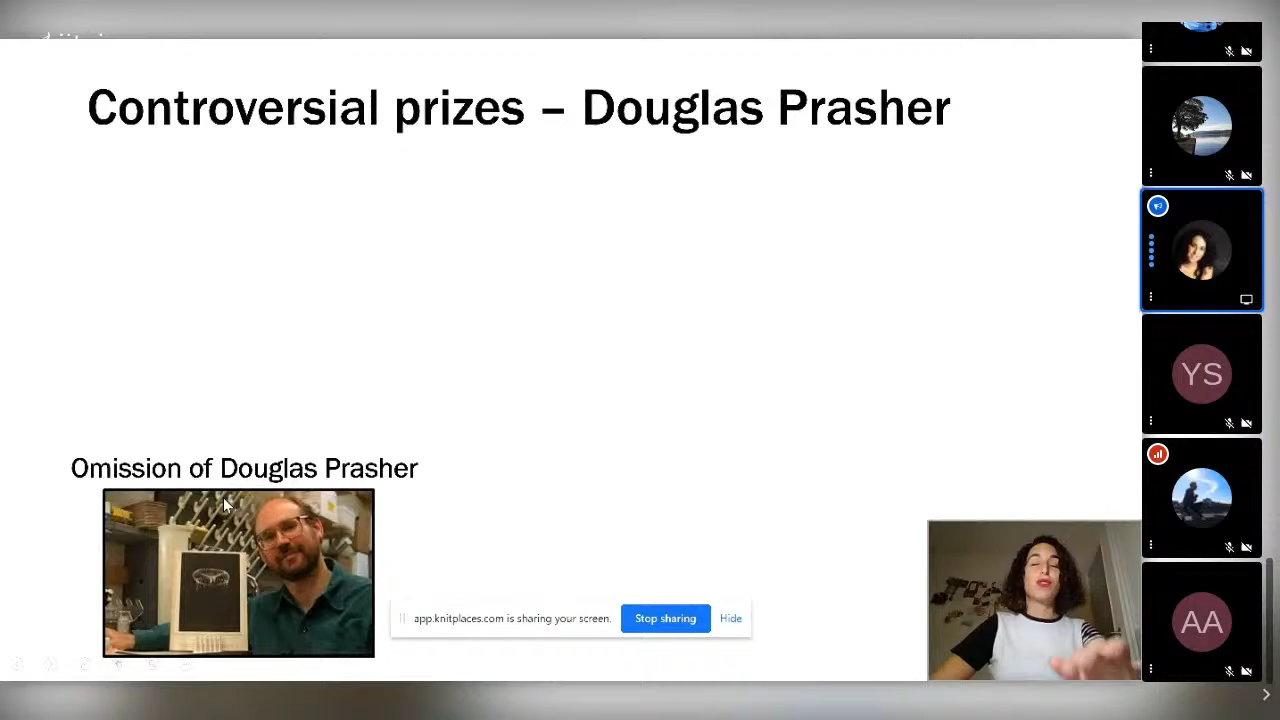 Controversial prizes – Douglas Prasher
Omission of Douglas Prasher
app.knitplaces.com is sharing your screen.
Stop sharing
Hide
YS
AA